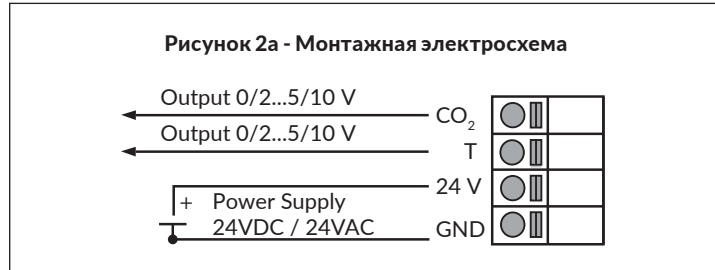 Рисунок 2а - Монтажная электросхема
Output 0/2...5/10 V
CO₂
Output 0/2...5/10 V
T
24 V
+ Power Supply
24VDC / 24VAC
GND